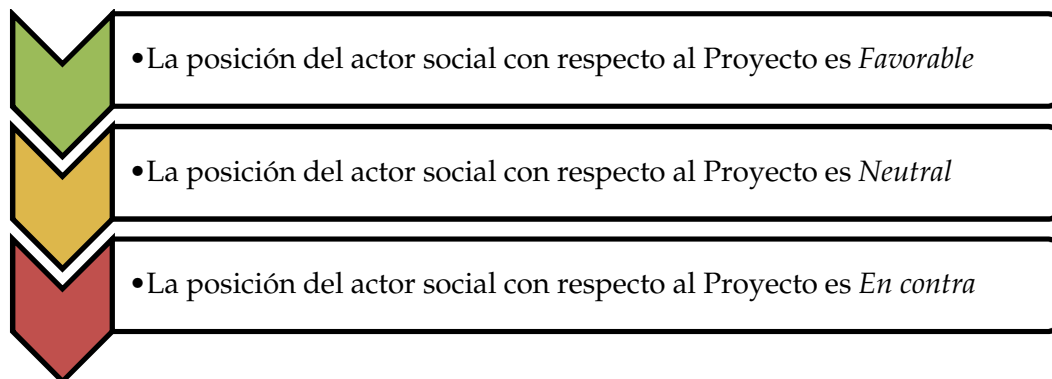 •La posición del actor social con respecto al Proyecto es Favorable
•La posición del actor social con respecto al Proyecto es Neutral
•La posición del actor social con respecto al Proyecto es En contra